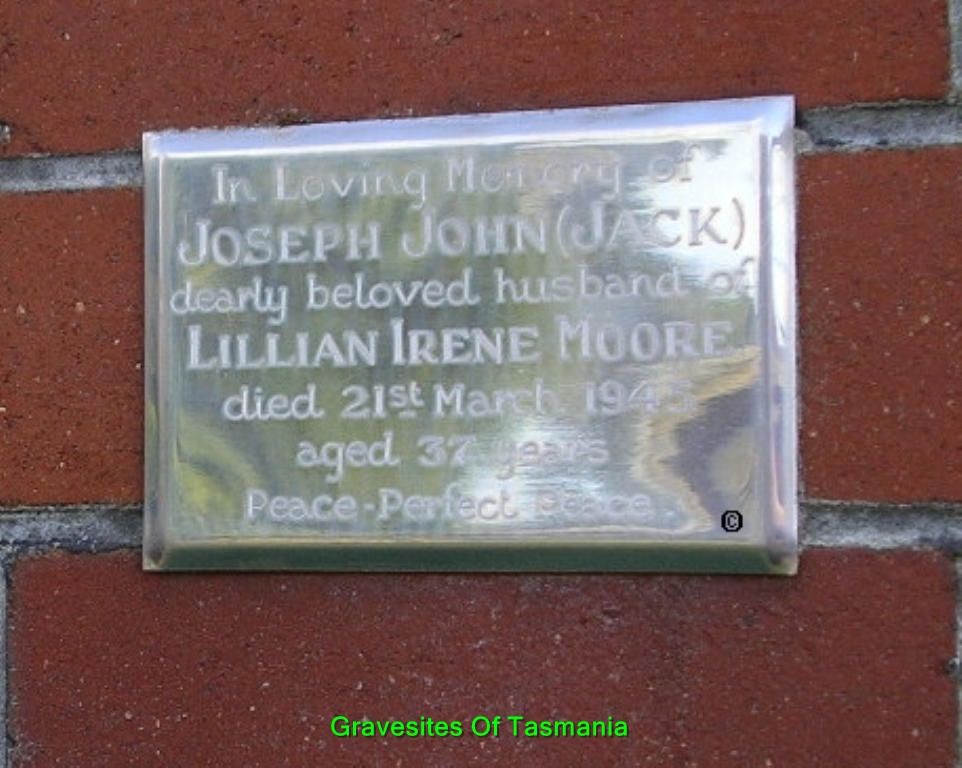 In Loving Memory of
JOSEPH JOHN (JACK)
dearly beloved husband of
LILLIAN IRENE MOORE
died 21st March 1945
aged 37 years
Peace-Perfect Peace.
©
Gravesites Of Tasmania